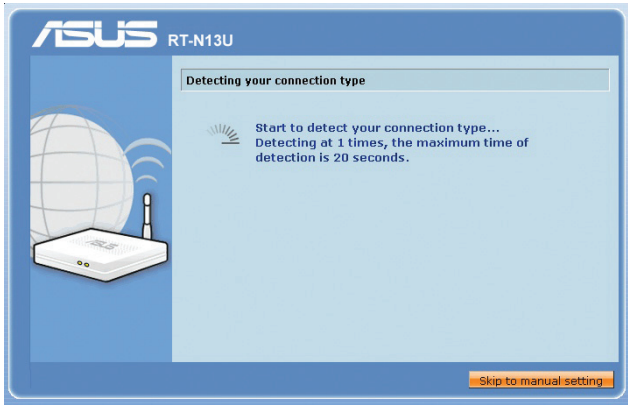 ASUS RT-N13U
Detecting your connection type
Start to detect your connection type...
Detecting at 1 times, the maximum time of
detection is 20 seconds.
ASUS
Skip to manual setting